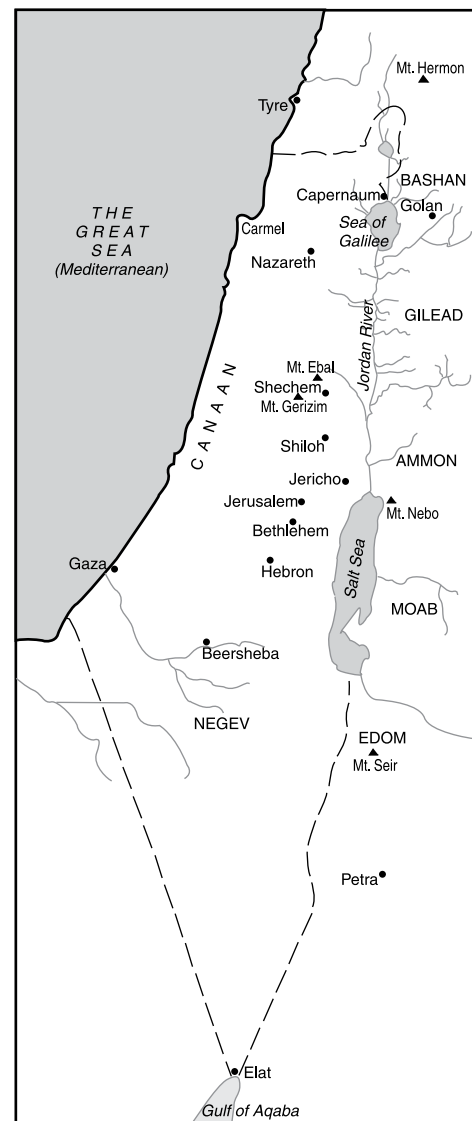 Mt. Hermon
Tyre
BASHAN
Capernaum
Golan
THE
GREAT
SEA
(Mediterranean)
Carmel
Sea of
Galilee
Nazareth
GILEAD
Jordan River
Mt. Ebal
Shechem
Mt. Gerizim
CANAAN
Shiloh
AMMON
Jericho
Jerusalem
Mt. Nebo
Bethlehem
Salt Sea
Gaza
Hebron
MOAB
Beersheba
NEGEV
EDOM
Mt. Seir
Petra
Elat
Gulf of Aqaba